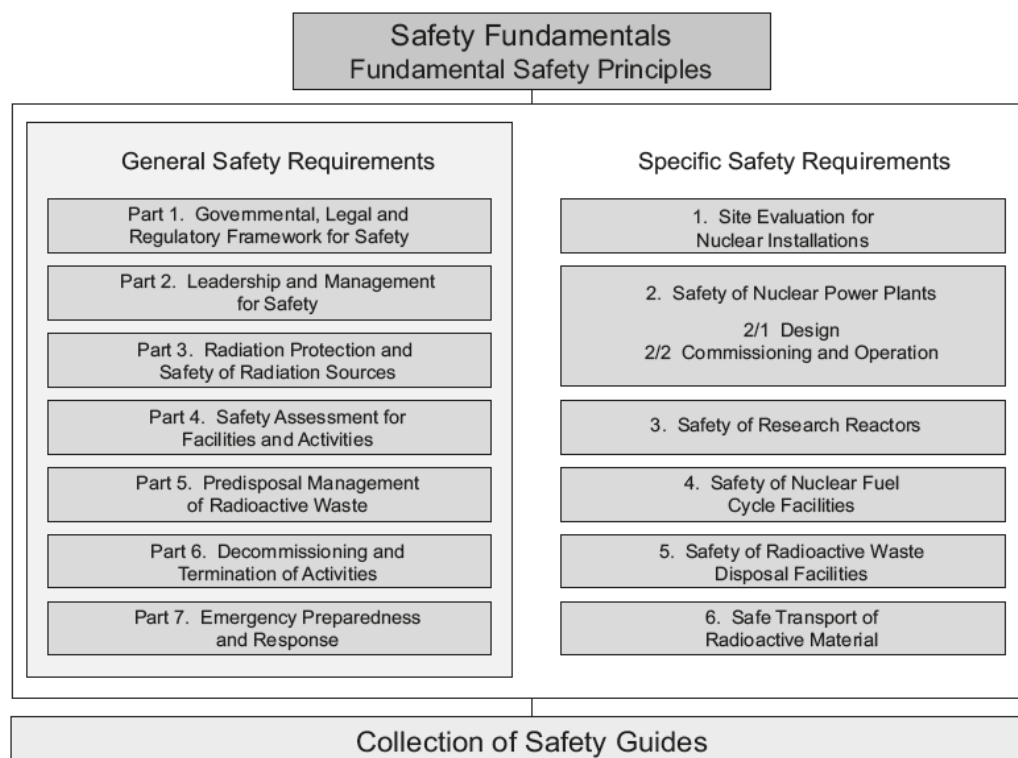 Safety Fundamentals
Fundamental Safety Principles
General Safety Requirements
Part 1. Governmental, Legal and
Regulatory Framework for Safety
Part 2. Leadership and Management
for Safety
Part 3. Radiation Protection and
Safety of Radiation Sources
Part 4. Safety Assessment for
Facilities and Activities
Part 5. Predisposal Management
of Radioactive Waste
Part 6. Decommissioning and
Termination of Activities
Part 7. Emergency Preparedness
and Response
Specific Safety Requirements
1. Site Evaluation for
Nuclear Installations
2. Safety of Nuclear Power Plants
2/1 Design
2/2 Commissioning and Operation
3. Safety of Research Reactors
4. Safety of Nuclear Fuel
Cycle Facilities
5. Safety of Radioactive Waste
Disposal Facilities
6. Safe Transport of
Radioactive Material
Collection of Safety Guides